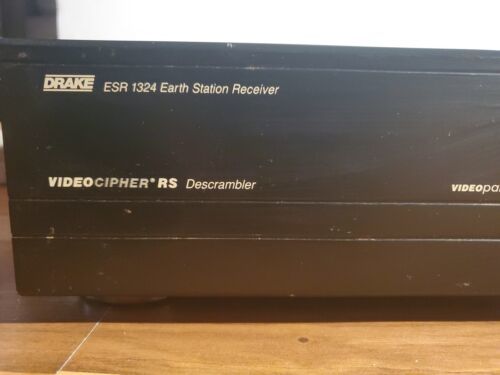 DRAKE ESR 1324 Earth Station Receiver
VIDEOCIPHER® RS Descrambler